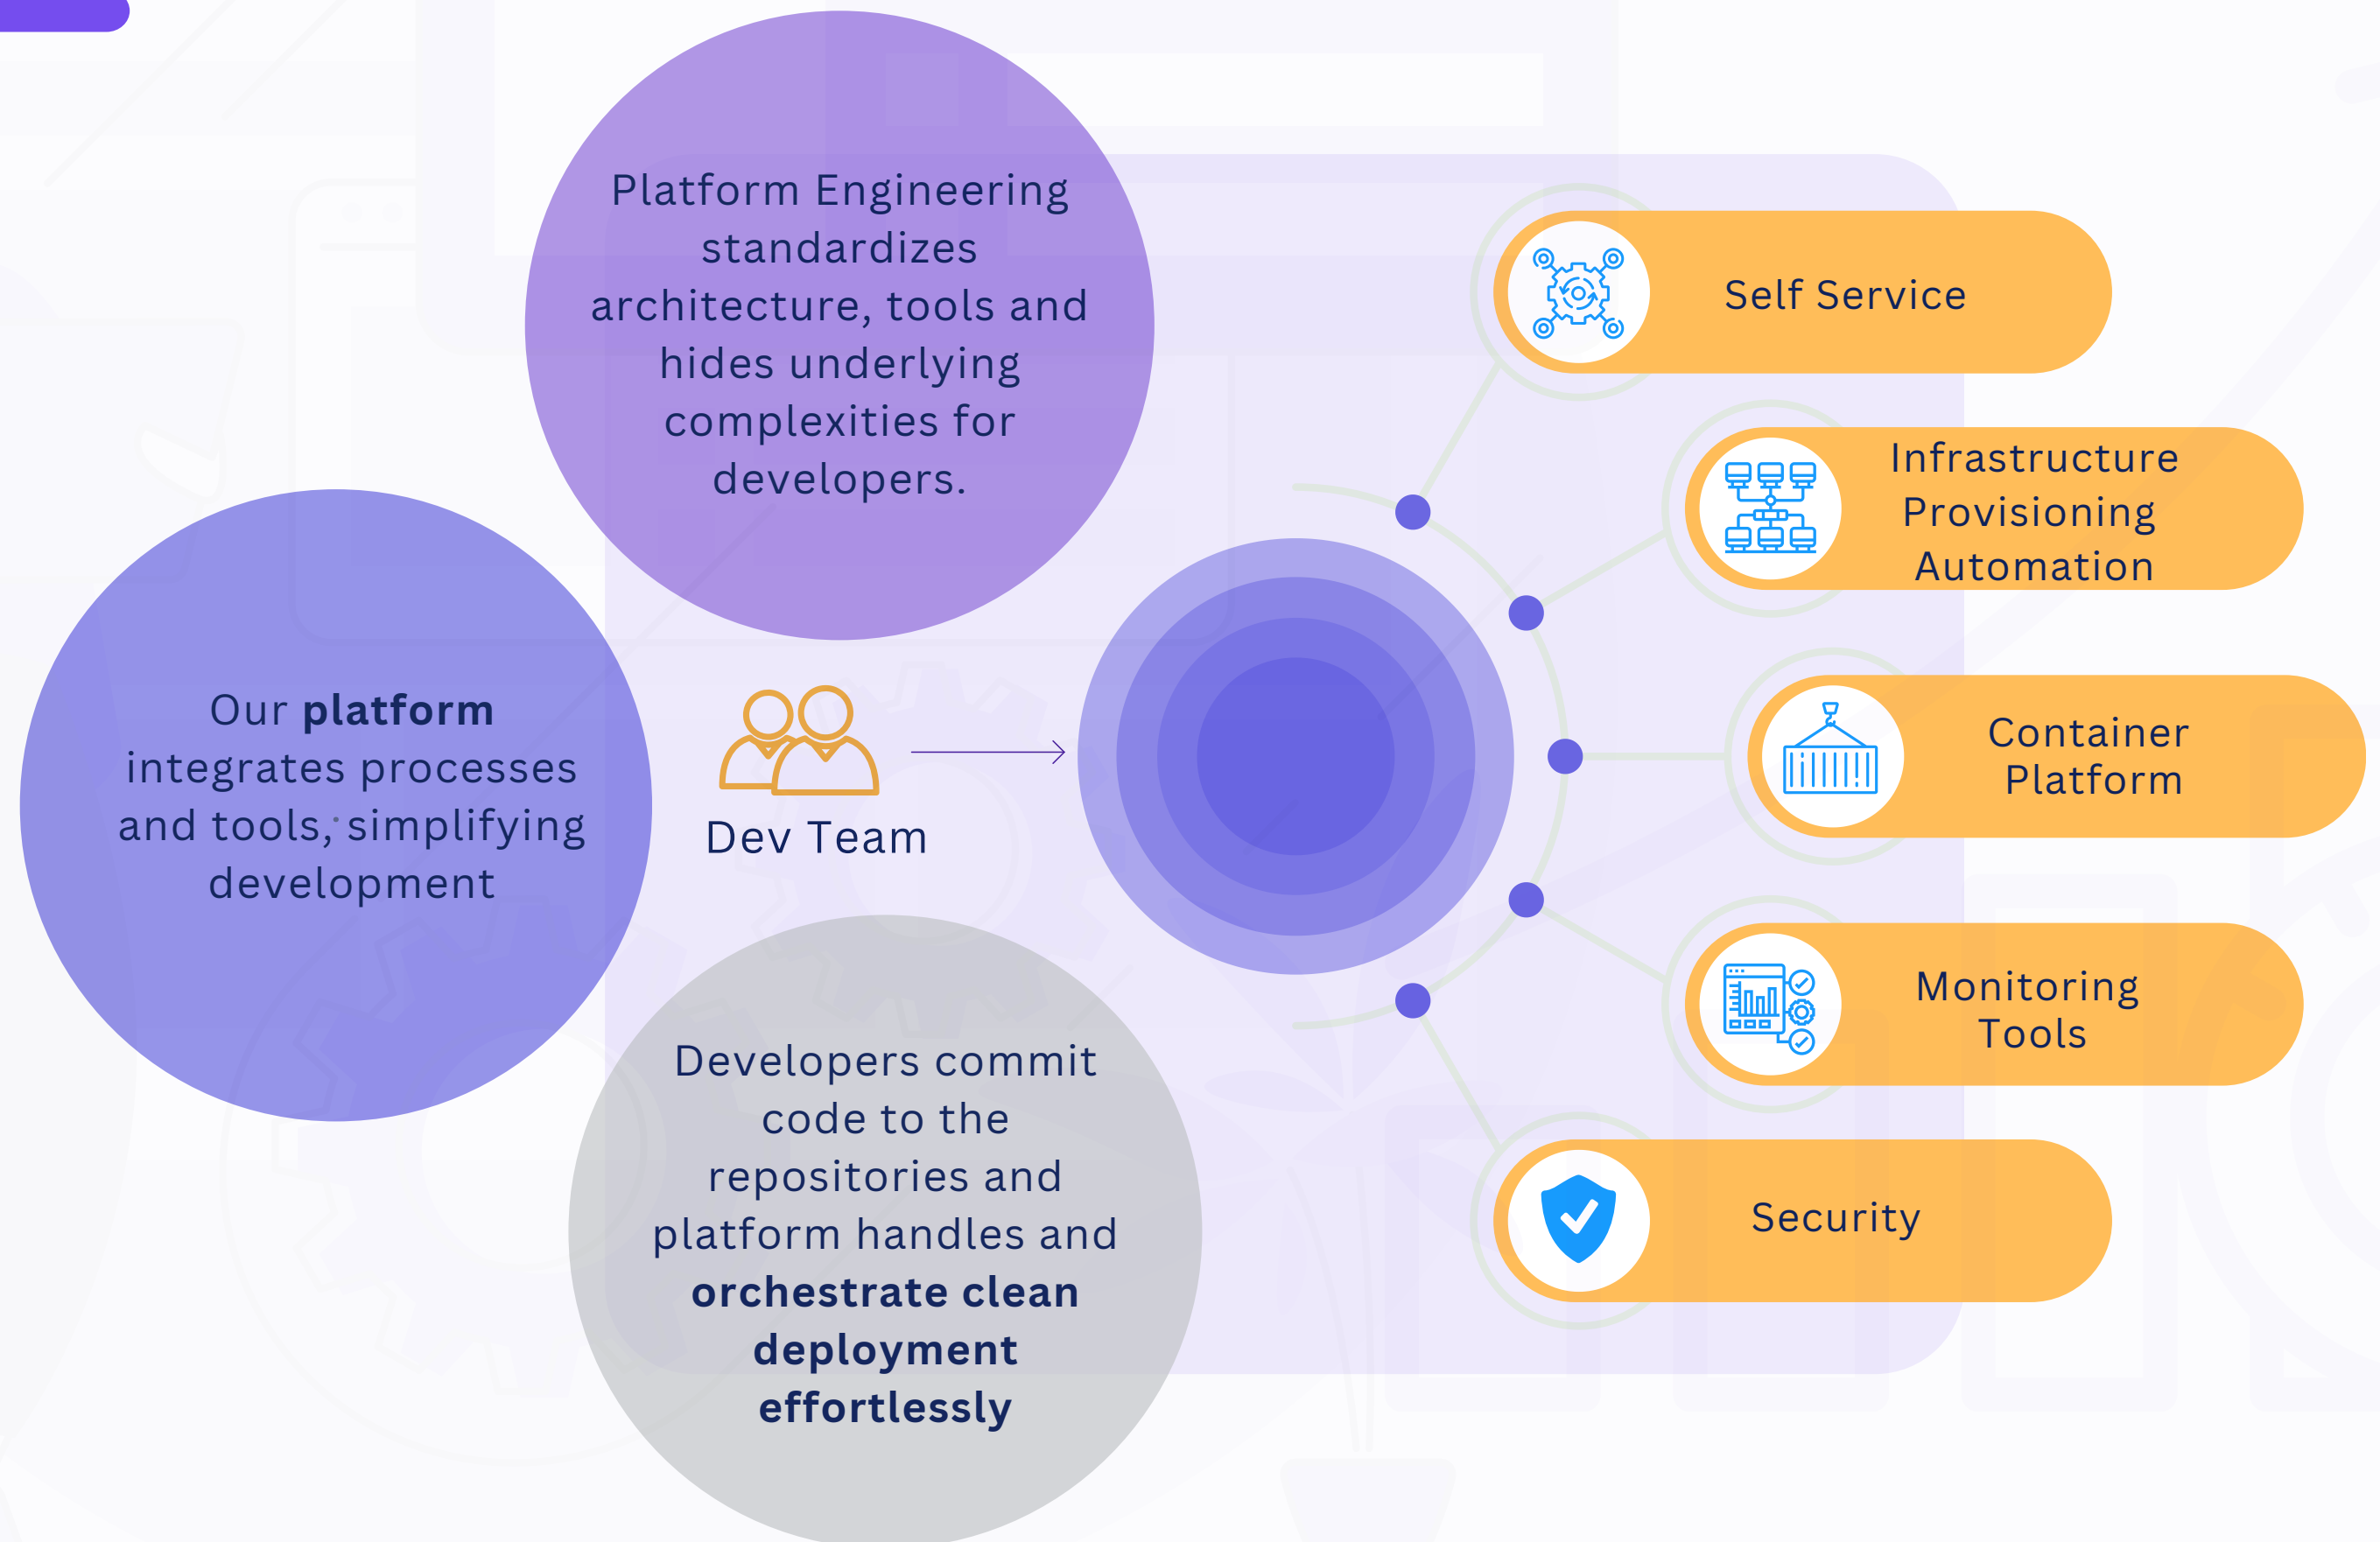 Platform Engineering
standardizes
architecture, tools and
hides underlying
complexities for
developers.
Our platform
integrates processes
and tools, simplifying
development
Dev Team
Developers commit
code to the
repositories and
platform handles and
orchestrate clean
deployment
effortlessly
Self Service
Infrastructure
Provisioning
Automation
Container
Platform
Monitoring
Tools
Security